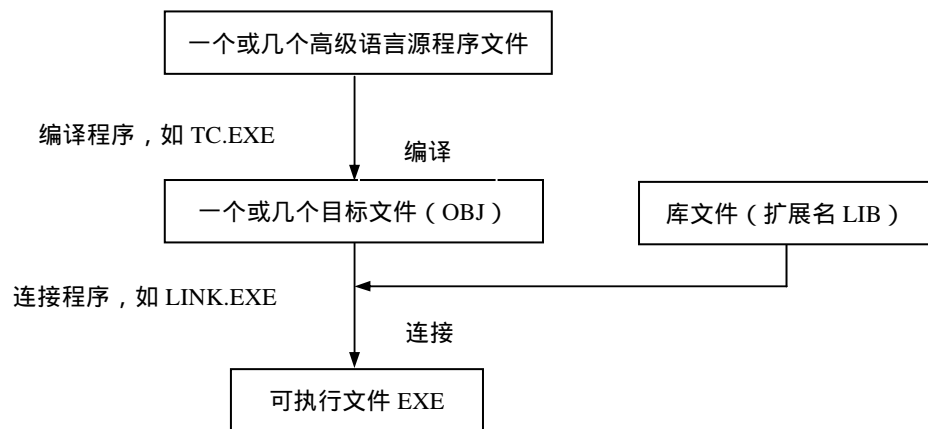 一个或几个高级语言源程序文件
编译程序，如 TC.EXE
编译
一个或几个目标文件（OBJ）
库文件（扩展名 LIB）
连接程序，如 LINK.EXE
连接
可执行文件 EXE